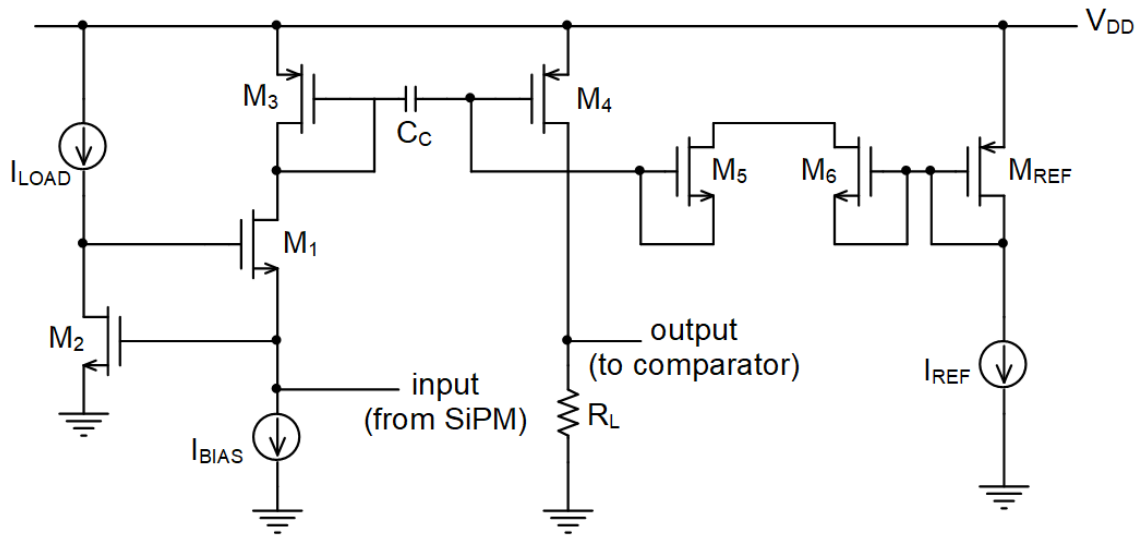 V_DD
M_3
M_4
C_C
I_LOAD
M_5
M_6
M_REF
M_1
M_2
output
(to comparator)
input
(from SiPM)
R_L
I_REF
I_BIAS